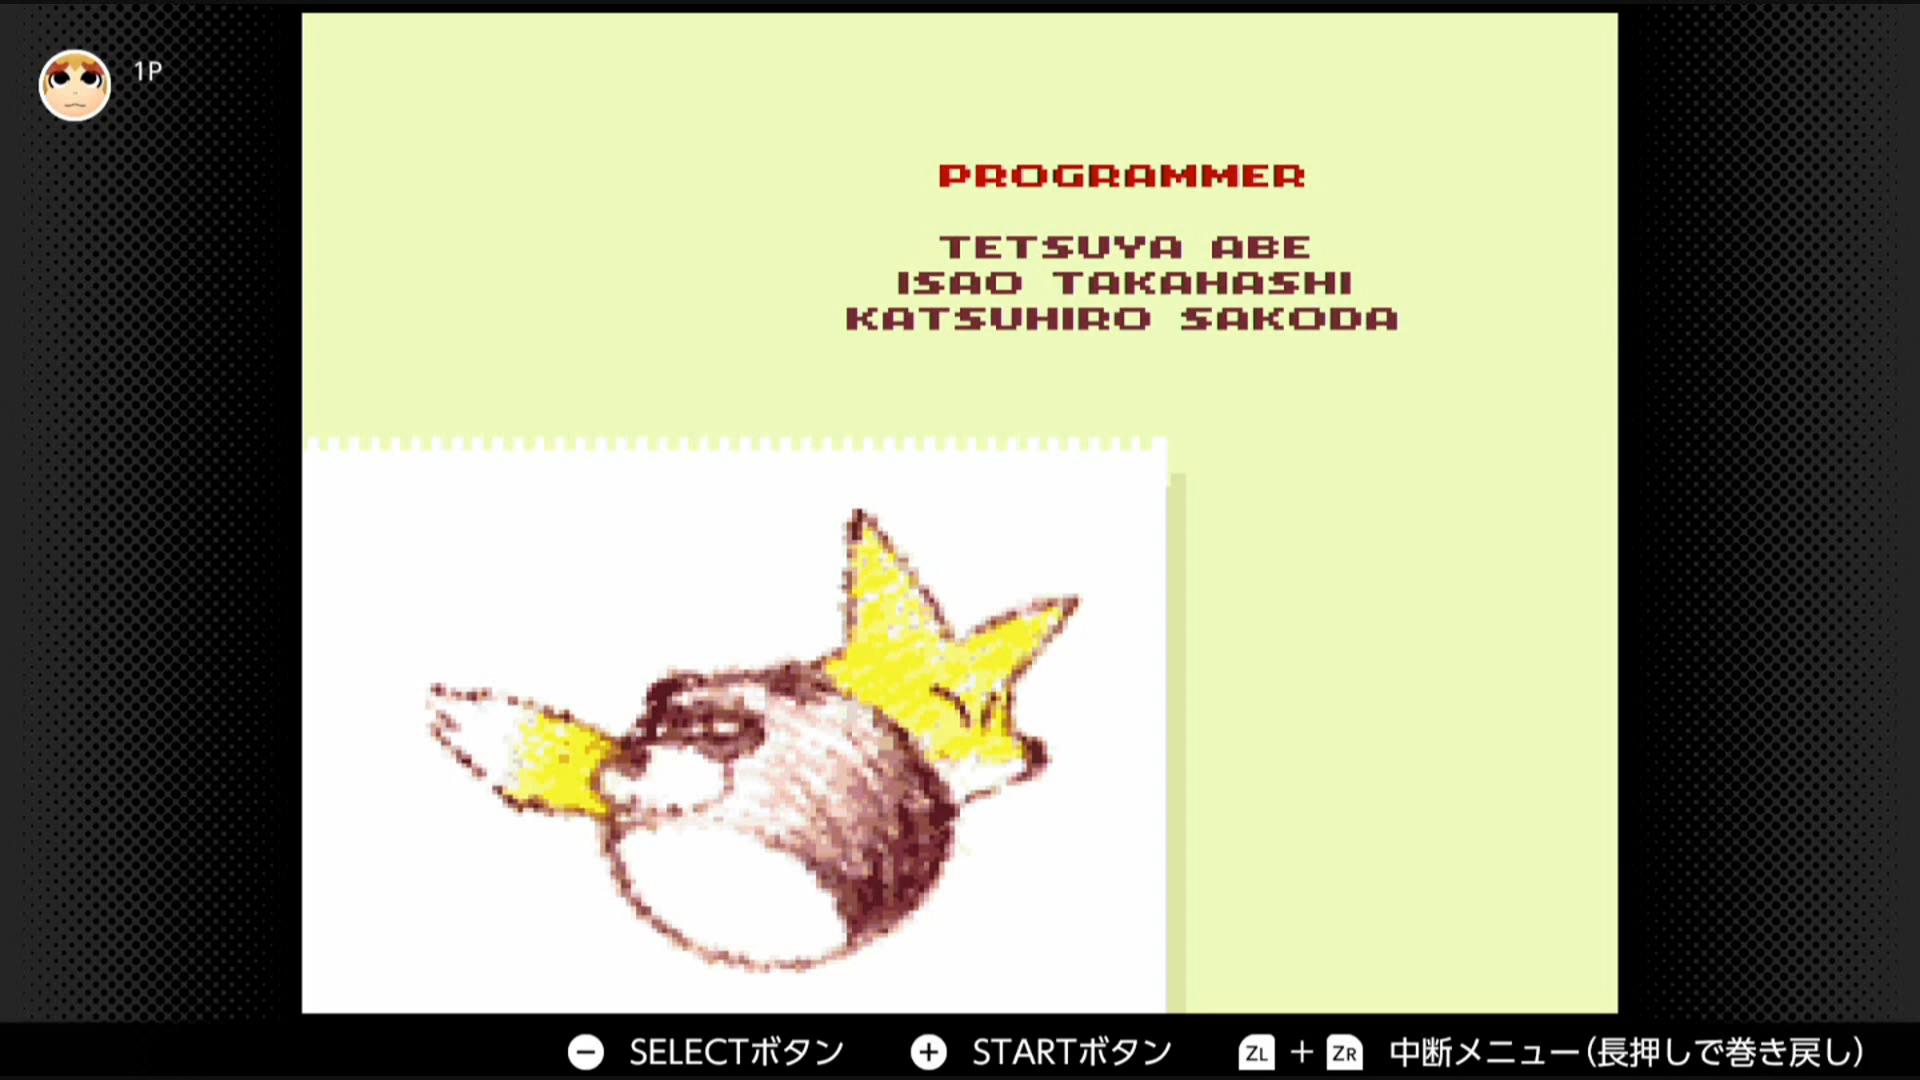 1P
PROGRAMMER
TETSUYA ABE
ISAO TAKAHASHI
KATSUHIRO SAKODA
SELECTボタン STARTボタン ZL + ZR 中断メニュー(長押しで巻き戻し)